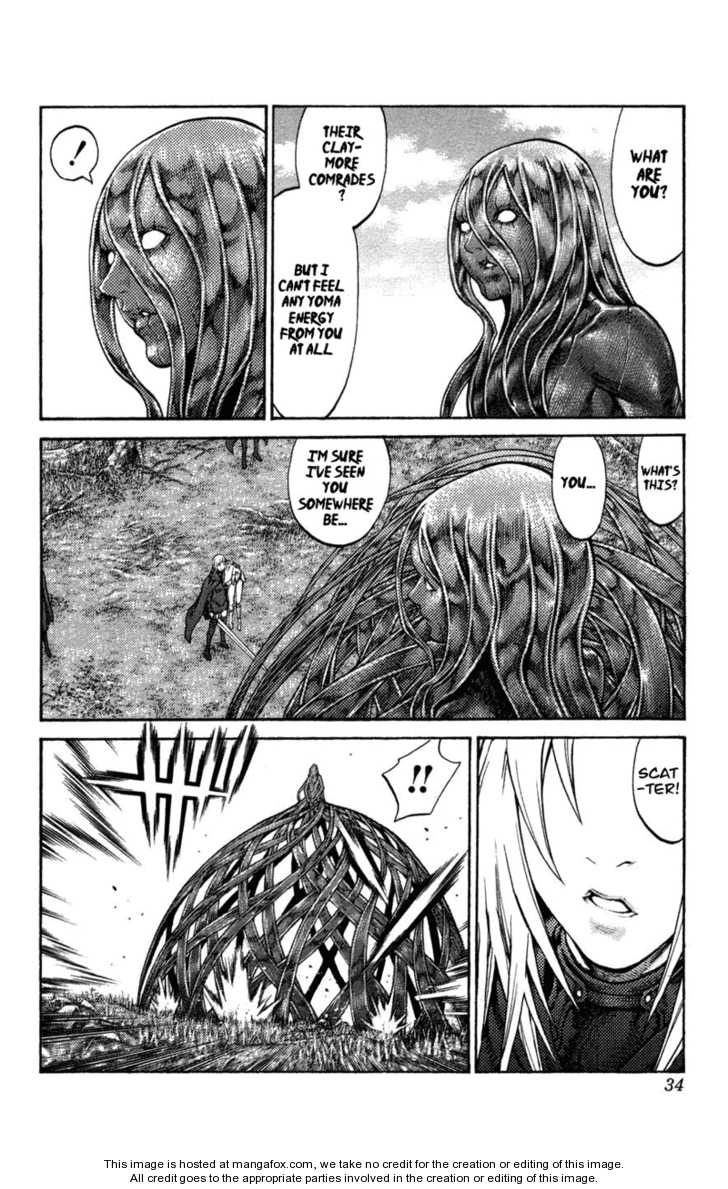 WHAT
ARE
YOU?
THEIR
CLAY-
MORE
COMRADES
?
BUT I
CAN'T FEEL
ANY YOMA
ENERGY
FROM YOU
AT ALL
!
WHAT'S
THIS?
YOU...
I'M SURE
I'VE SEEN
YOU
SOMEWHERE
BE...
SCAT
-TER!
!!
34
This image is hosted at mangafox.com, we take no credit for the creation or editing of this image.
All credit goes to the appropriate parties involved in the creation or editing of this image.